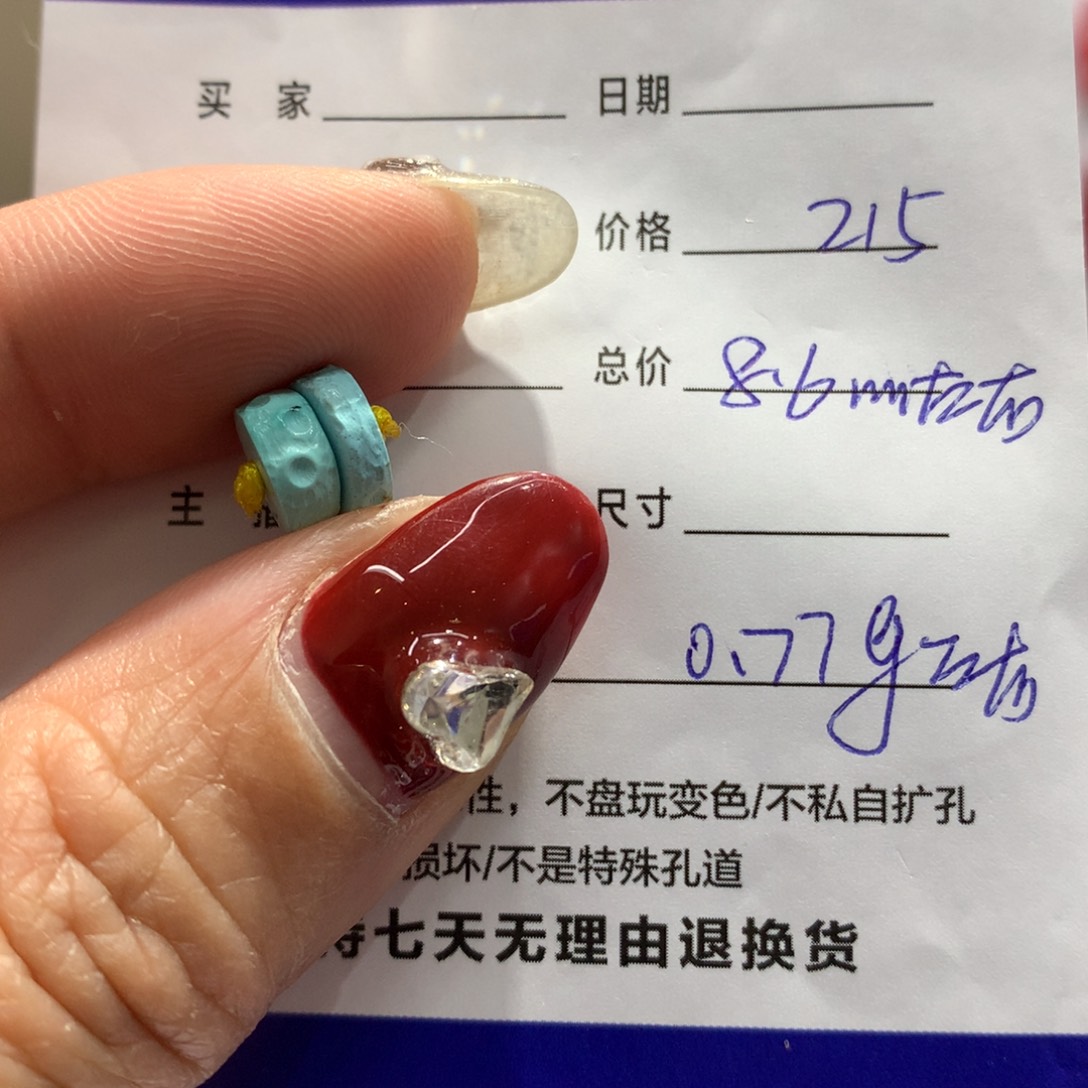 买 家 日期
价格 215
总价 8.6mm左右
主 尺寸
0.77g左右
性，不盘玩变色/不私自扩孔
损坏/不是特殊孔道
持七天无理由退换货